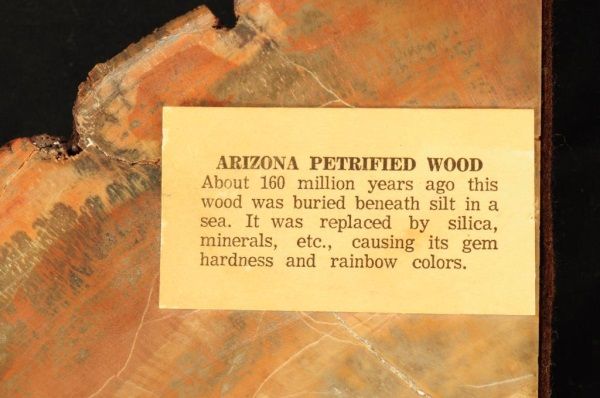 ARIZONA PETRIFIED WOOD
About 160 million years ago this
wood was buried beneath silt in a
sea. It was replaced by silica,
minerals, etc., causing its gem
hardness and rainbow colors.